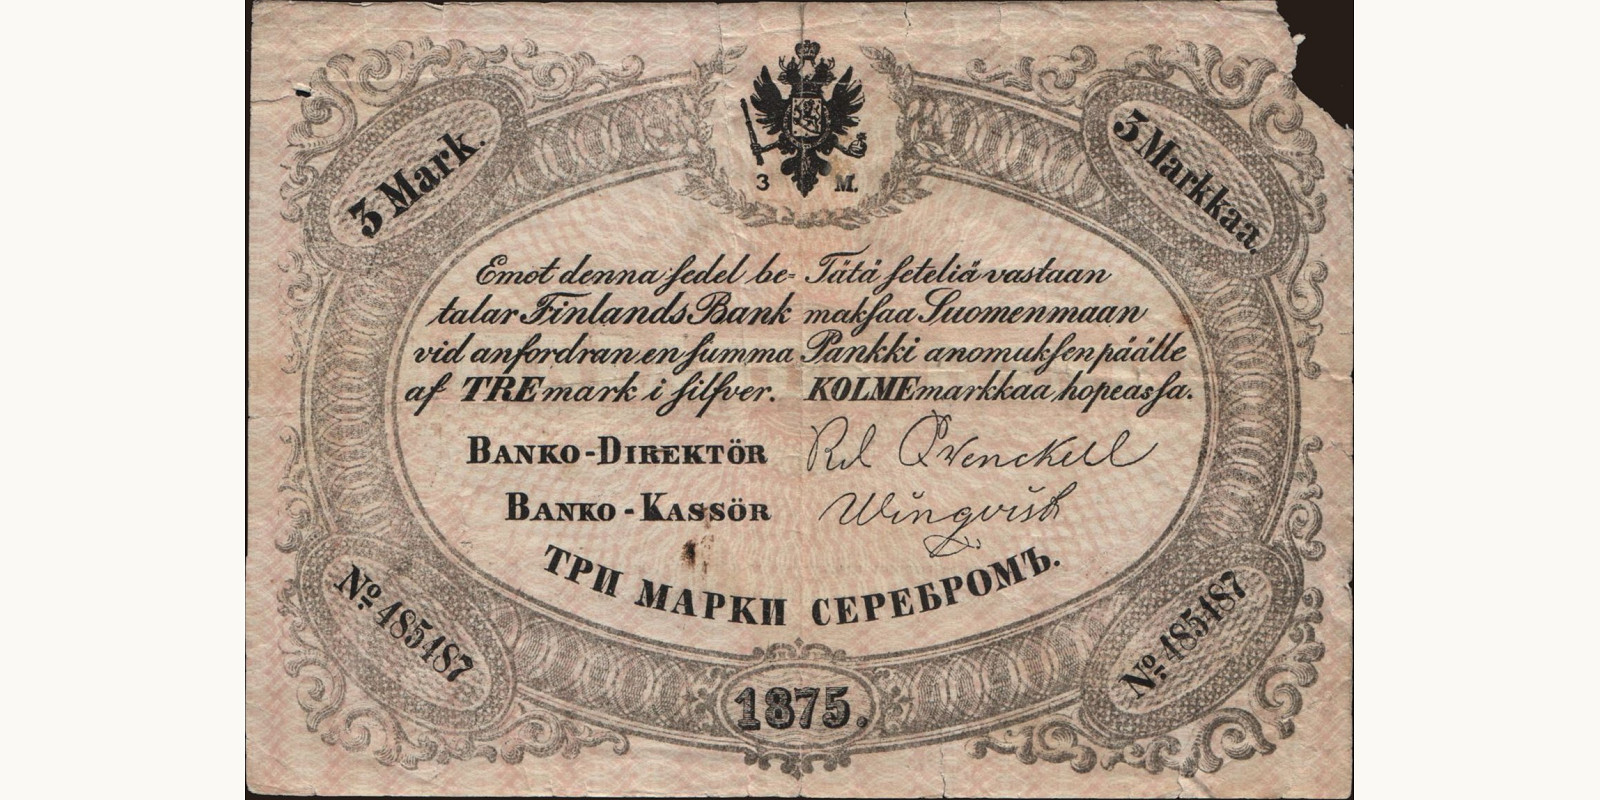 3 Mark.
3 Markkaa.
3 M.
Emot denna ſedel be=
talar Finlands Bank
vid anfordran en ſumma
af TRE mark i ſilfver.
Tätä ſeteliä vastaan
makſaa Suomenmaan
Pankki anomukſen päälle
KOLME markkaa hopeasſa.
BANKO-DIREKTÖR
BANKO-KASSÖR
Wingvist
ТРИ МАРКИ СЕРЕБРОМЪ.
No 485487
No 485487
1875.